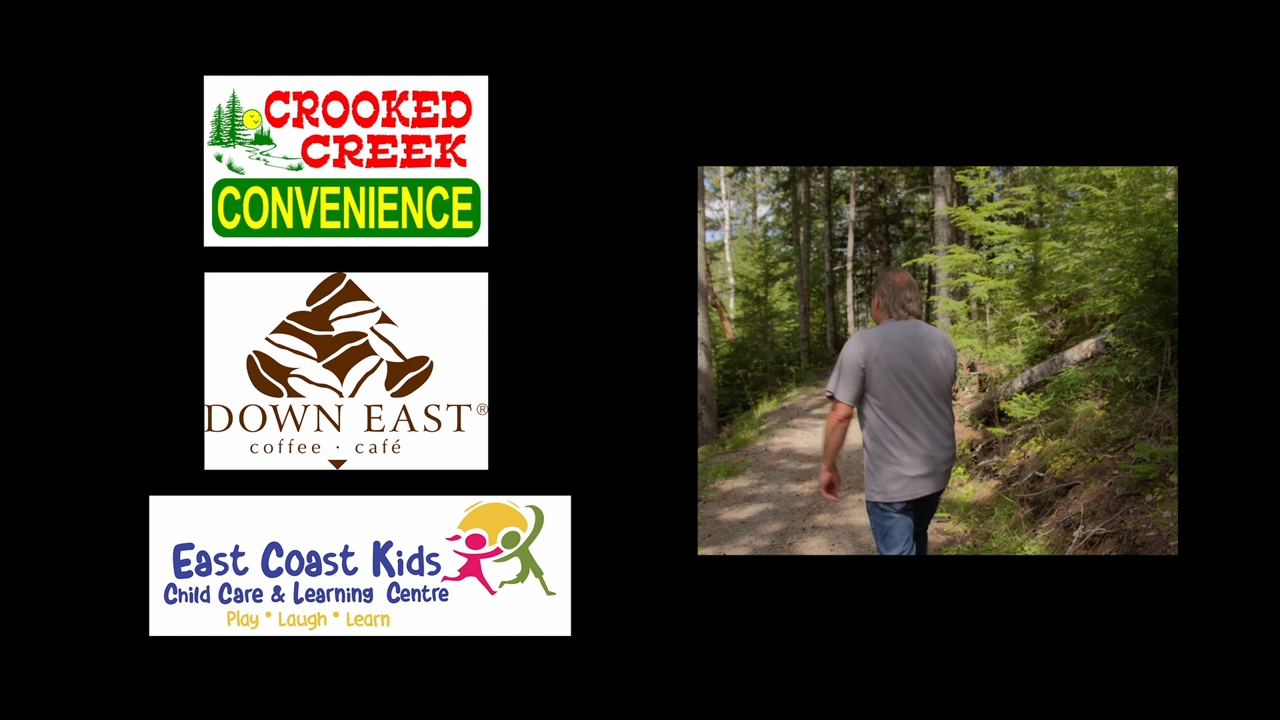 CROOKED
CREEK
CONVENIENCE
DOWN EAST®
coffee · café
East Coast Kids
Child Care & Learning Centre
Play • Laugh • Learn